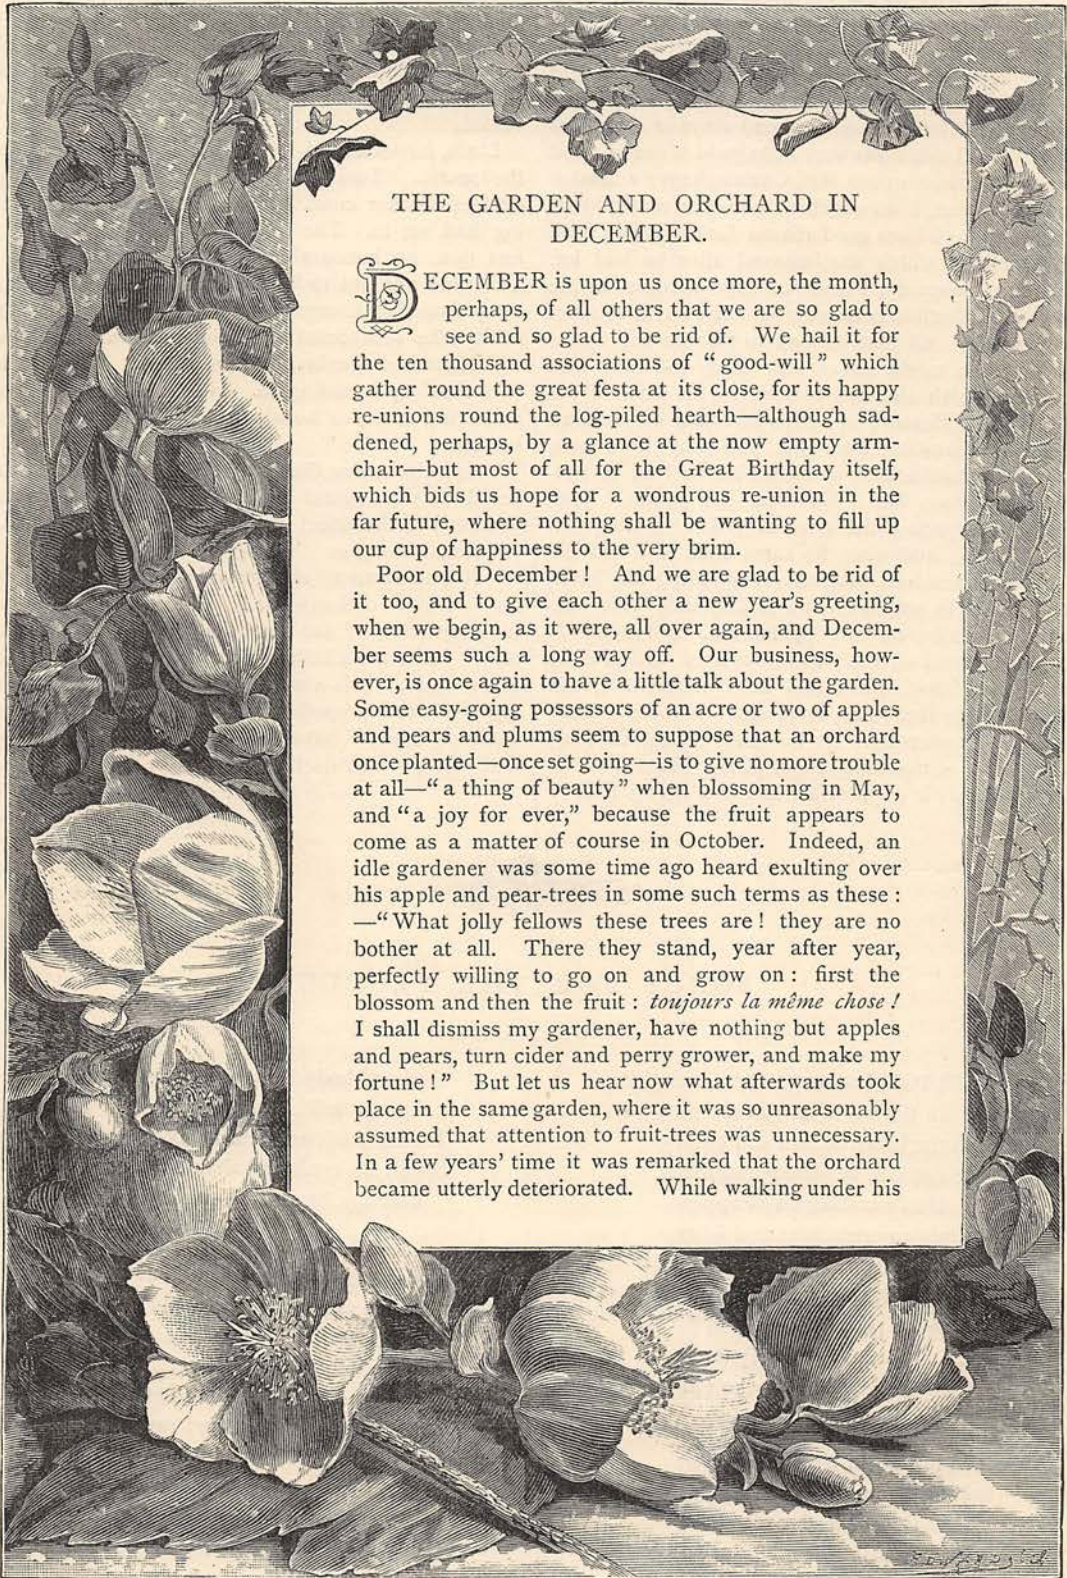 THE GARDEN AND ORCHARD IN
DECEMBER.
DECEMBER is upon us once more, the month,
perhaps, of all others that we are so glad to
see and so glad to be rid of. We hail it for
the ten thousand associations of “good-will” which
gather round the great festa at its close, for its happy
re-unions round the log-piled hearth—although sad-
dened, perhaps, by a glance at the now empty arm-
chair—but most of all for the Great Birthday itself,
which bids us hope for a wondrous re-union in the
far future, where nothing shall be wanting to fill up
our cup of happiness to the very brim.
Poor old December! And we are glad to be rid of
it too, and to give each other a new year’s greeting,
when we begin, as it were, all over again, and Decem-
ber seems such a long way off. Our business, how-
ever, is once again to have a little talk about the garden.
Some easy-going possessors of an acre or two of apples
and pears and plums seem to suppose that an orchard
once planted—once set going—is to give no more trouble
at all—“a thing of beauty” when blossoming in May,
and “a joy for ever,” because the fruit appears to
come as a matter of course in October. Indeed, an
idle gardener was some time ago heard exulting over
his apple and pear-trees in some such terms as these:
—“What jolly fellows these trees are! they are no
bother at all. There they stand, year after year,
perfectly willing to go on and grow on: first the
blossom and then the fruit: toujours la même chose!
I shall dismiss my gardener, have nothing but apples
and pears, turn cider and perry grower, and make my
fortune!” But let us hear now what afterwards took
place in the same garden, where it was so unreasonably
assumed that attention to fruit-trees was unnecessary.
In a few years’ time it was remarked that the orchard
became utterly deteriorated. While walking under his